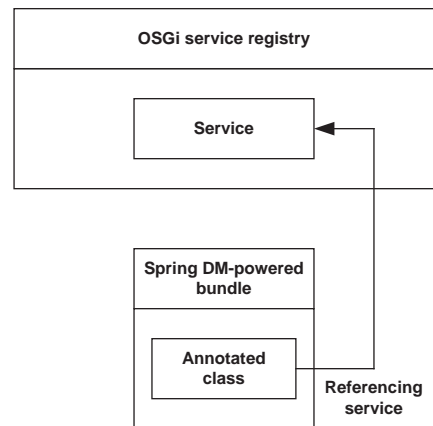 OSGi service registry
Service
Spring DM-powered
bundle
Annotated
class
Referencing
service